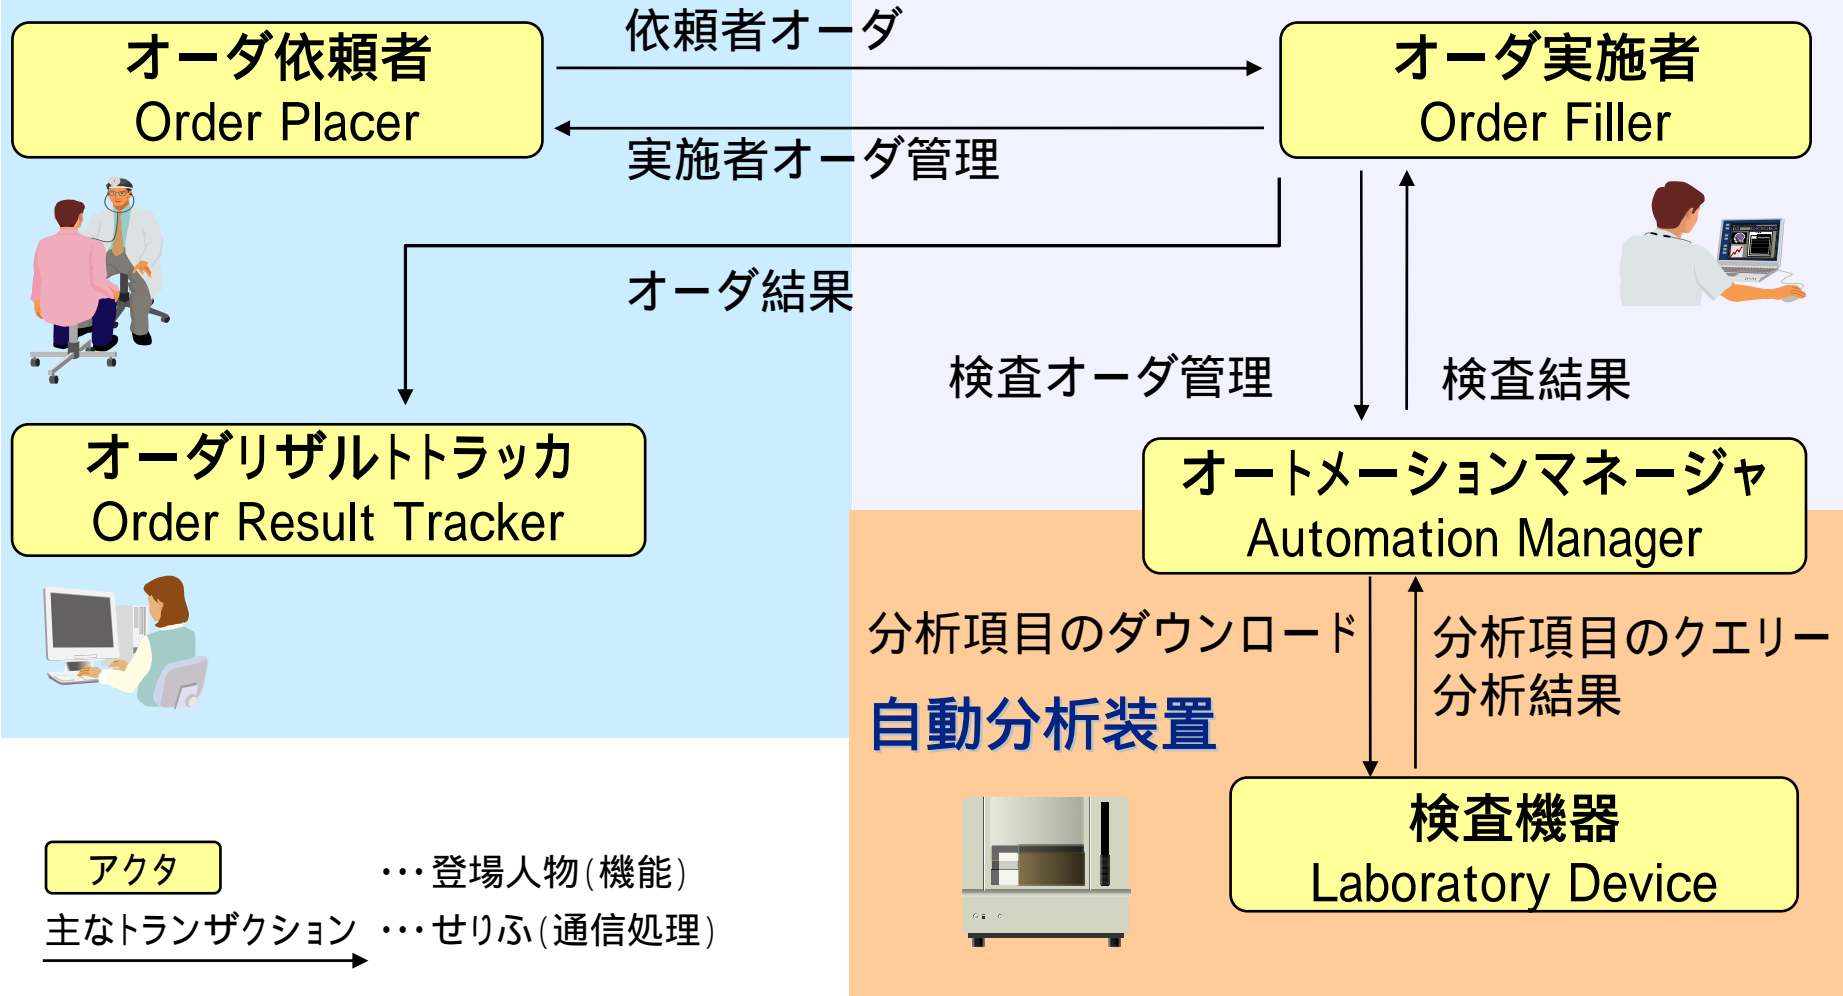 オーダ依頼者
Order Placer
依頼者オーダ
実施者オーダ管理
オーダ実施者
Order Filler
オーダ結果
検査オーダ管理
検査結果
オーダリザルトトラッカ
Order Result Tracker
オートメーションマネージャ
Automation Manager
分析項目のダウンロード
分析項目のクエリー
分析結果
自動分析装置
検査機器
Laboratory Device
アクタ
･･･登場人物(機能)
主なトランザクション
･･･せりふ(通信処理)